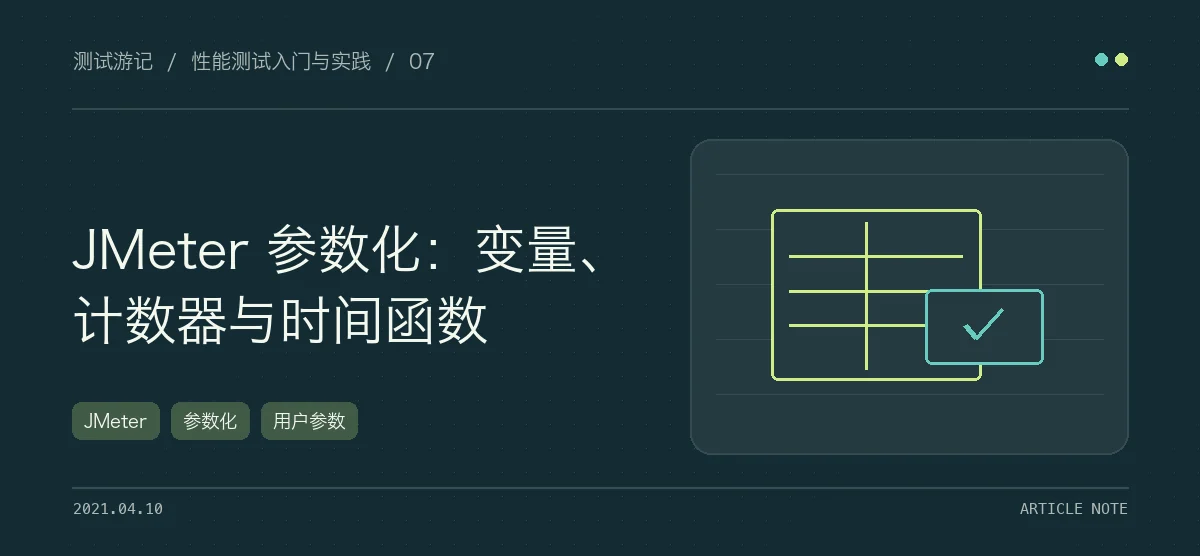 测试游记 / 性能测试入门与实践 / 07
JMeter 参数化：变量、
计数器与时间函数
JMeter 参数化 用户参数
2021.04.10 ARTICLE NOTE